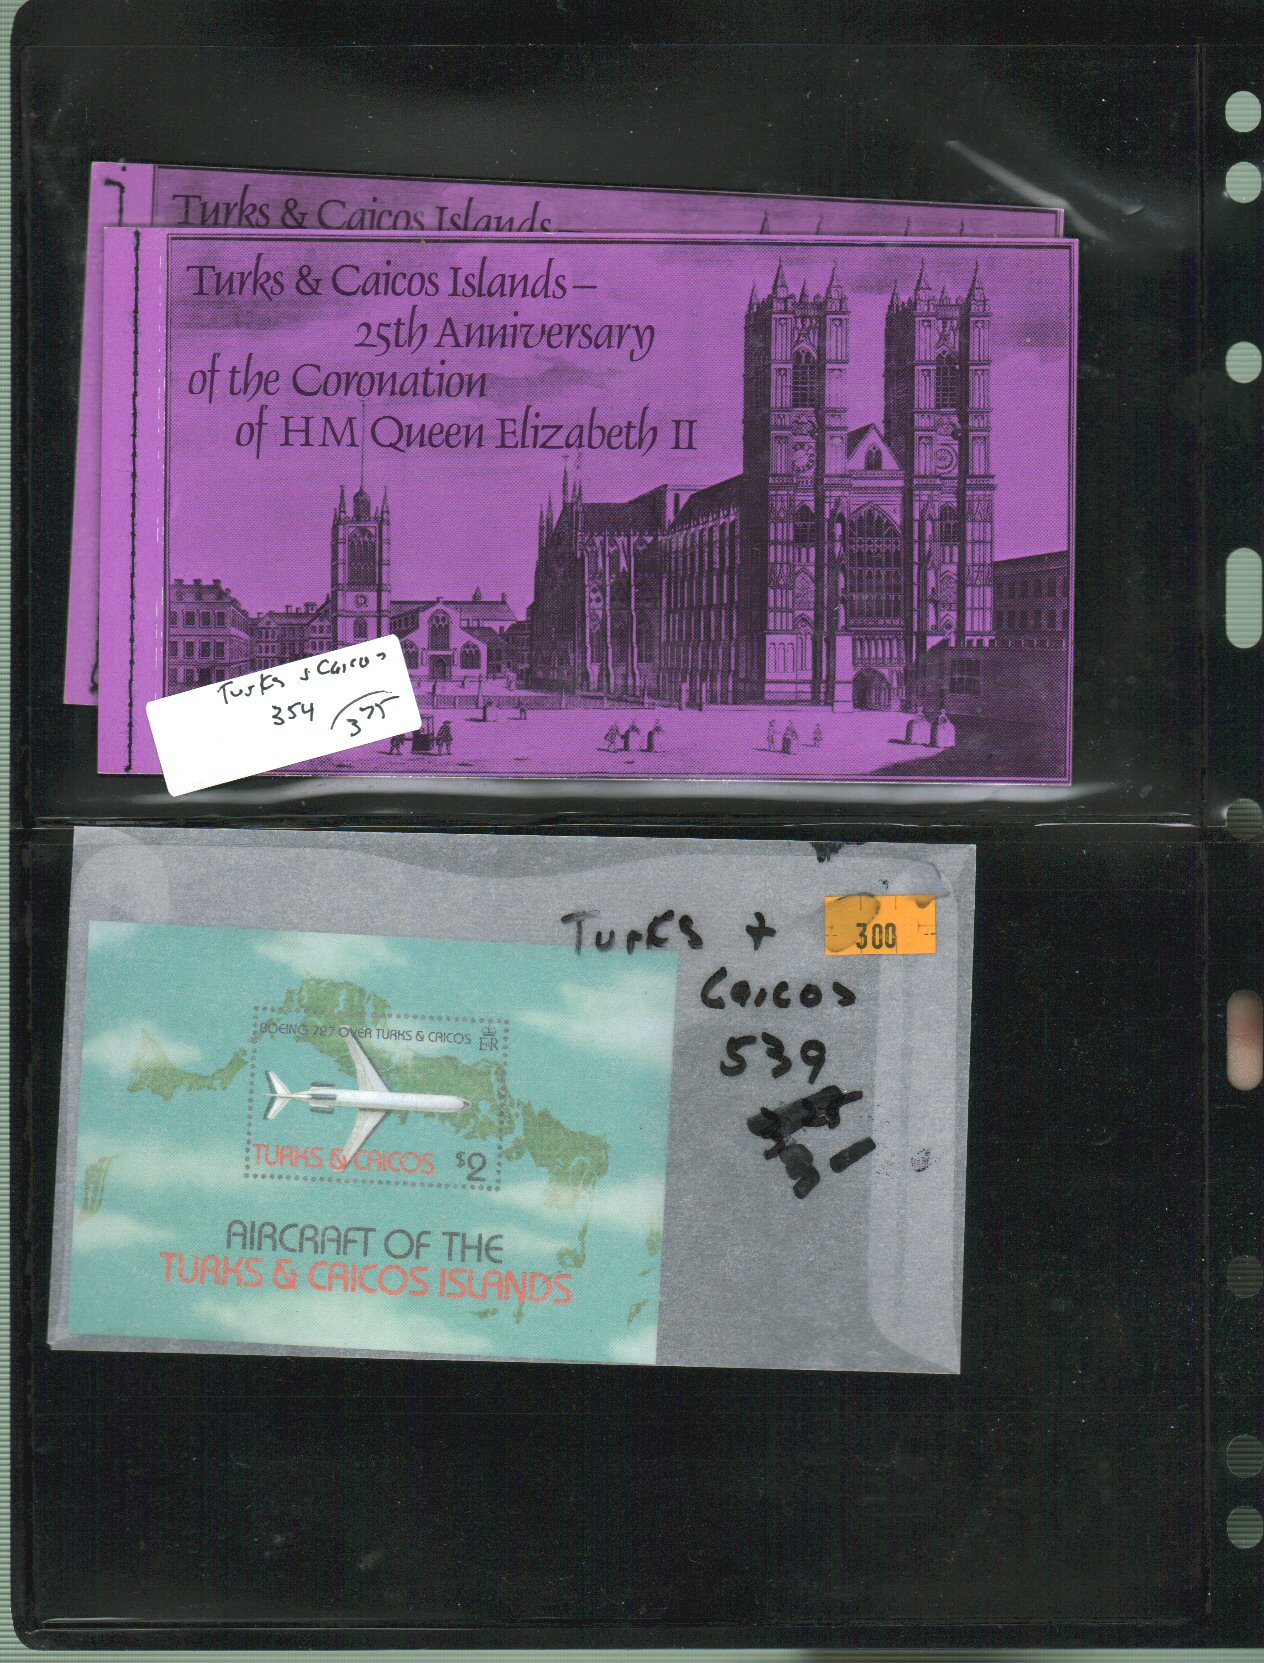 Turks & Caicos Islands–
Turks & Caicos Islands–
25th Anniversary
of the Coronation
of HM Queen Elizabeth II
Turks + Caicos
354 375
Turks +
Caicos
539
300
BOEING 727 OVER TURKS & CAICOS
E R
TURKS & CAICOS $2
AIRCRAFT OF THE
TURKS & CAICOS ISLANDS